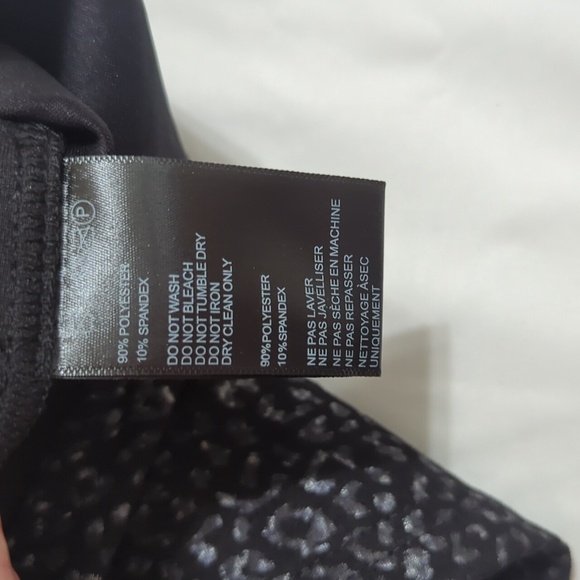 P
90% POLYESTER
10% SPANDEX
DO NOT WASH
DO NOT BLEACH
DO NOT TUMBLE DRY
DO NOT IRON
DRY CLEAN ONLY
90%POLYESTER
10%SPANDEX
NE PAS LAVER
NE PAS JAVELLISER
NE PAS SÈCHE EN MACHINE
NE PAS REPASSER
NETTOYAGE ÀSEC
UNIQUEMENT